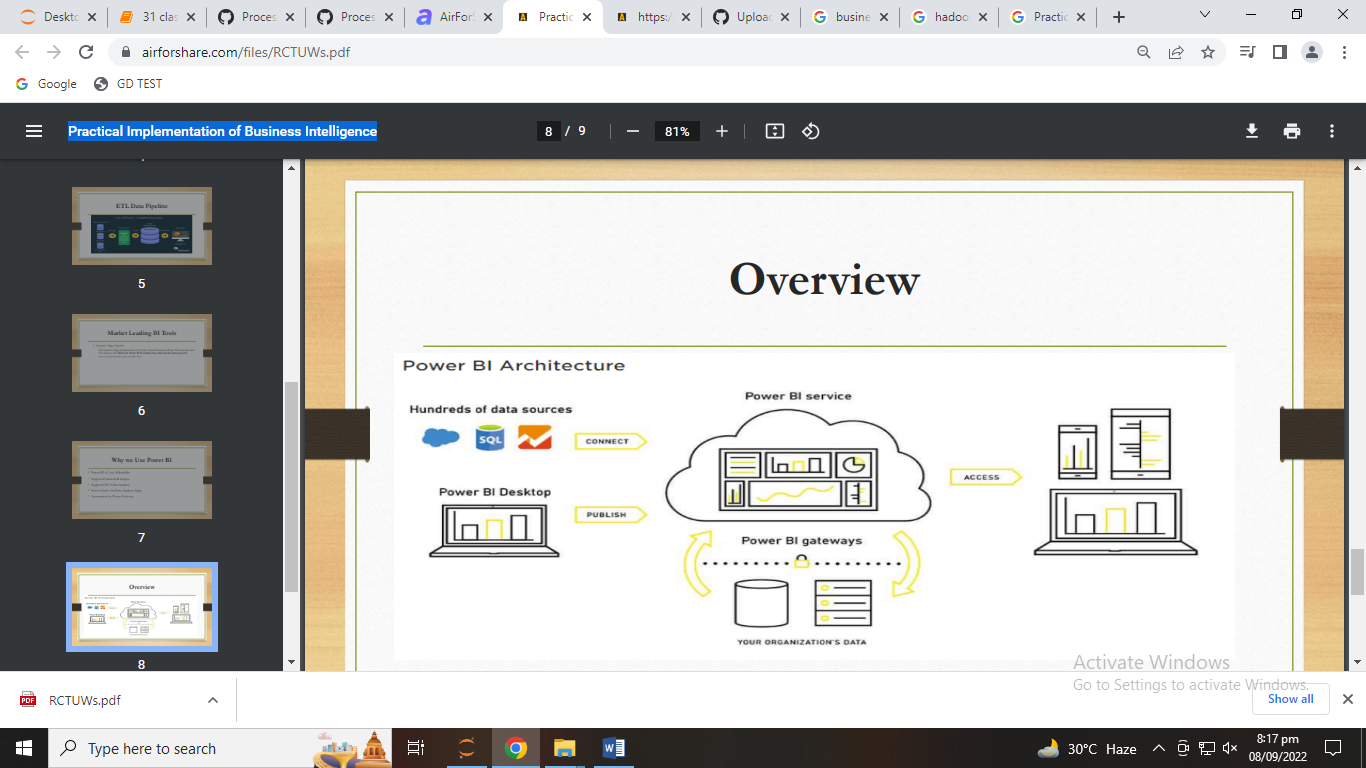 Deskto
31 clas
Proces
Proces
AirFor
Practic
https:/
Upload
busine
hadoo
Practic
airforshare.com/files/RCTUWs.pdf
Google
GD TEST
Practical Implementation of Business Intelligence
8 / 9
81%
ETL Data Pipeline
5
Market Leading BI Tools
6
Why we Use Power BI
7
Overview
8
Overview
Power BI Architecture
Hundreds of data sources
SQL
CONNECT
Power BI service
ACCESS
Power BI Desktop
PUBLISH
Power BI gateways
YOUR ORGANIZATION'S DATA
Activate Windows
Go to Settings to activate Windows.
PDF
RCTUWs.pdf
Show all
Type here to search
W
30°C Haze
8:17 pm
08/09/2022